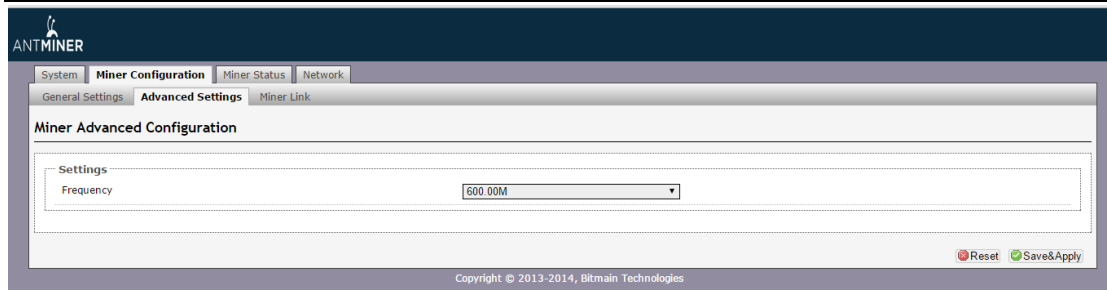 ANTMINER
System Miner Configuration Miner Status Network
General Settings Advanced Settings Miner Link
Miner Advanced Configuration
Settings
Frequency 600.00M
Reset Save&Apply
Copyright © 2013-2014, Bitmain Technologies